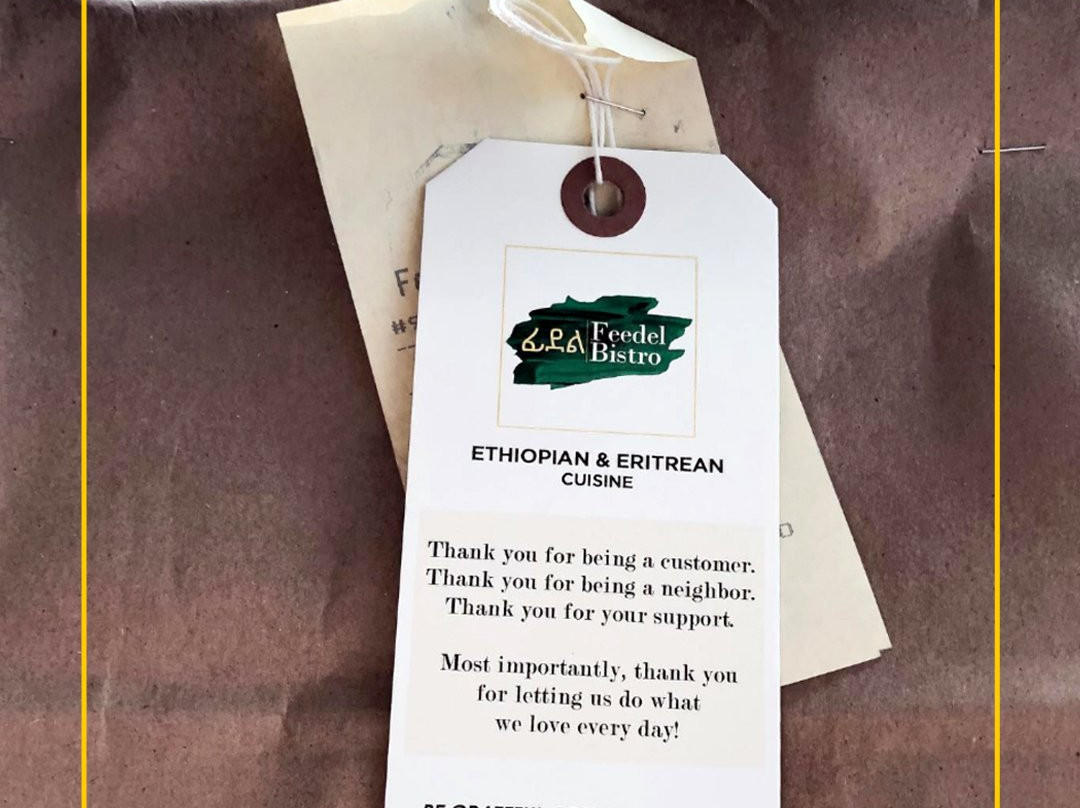 ፊደል
Feedel
Bistro
ETHIOPIAN & ERITREAN
CUISINE
Thank you for being a customer.
Thank you for being a neighbor.
Thank you for your support.
Most importantly, thank you
for letting us do what
we love every day!